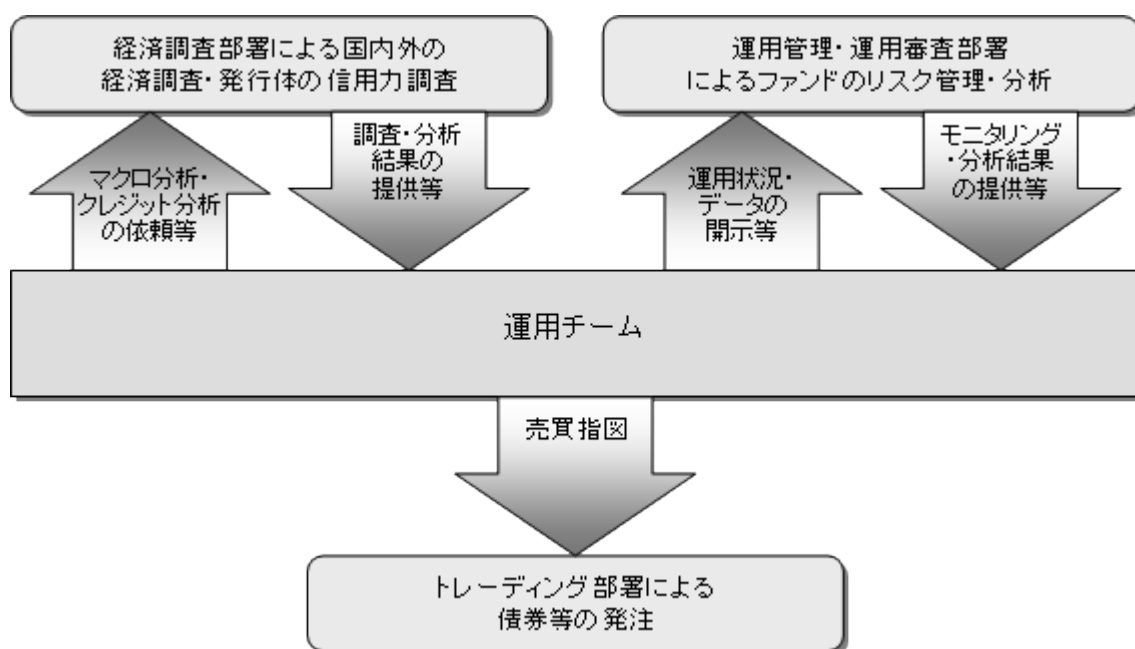 経済調査部署による国内外の
経済調査・発行体の信用力調査
運用管理・運用審査部署
によるファンドのリスク管理・分析
マクロ分析・
クレジット分析
の依頼等
調査・分析
結果の
提供等
運用状況・
データの
開示等
モニタリング
・分析結果
の提供等
運用チーム
売買指図
トレーディング部署による
債券等の発注